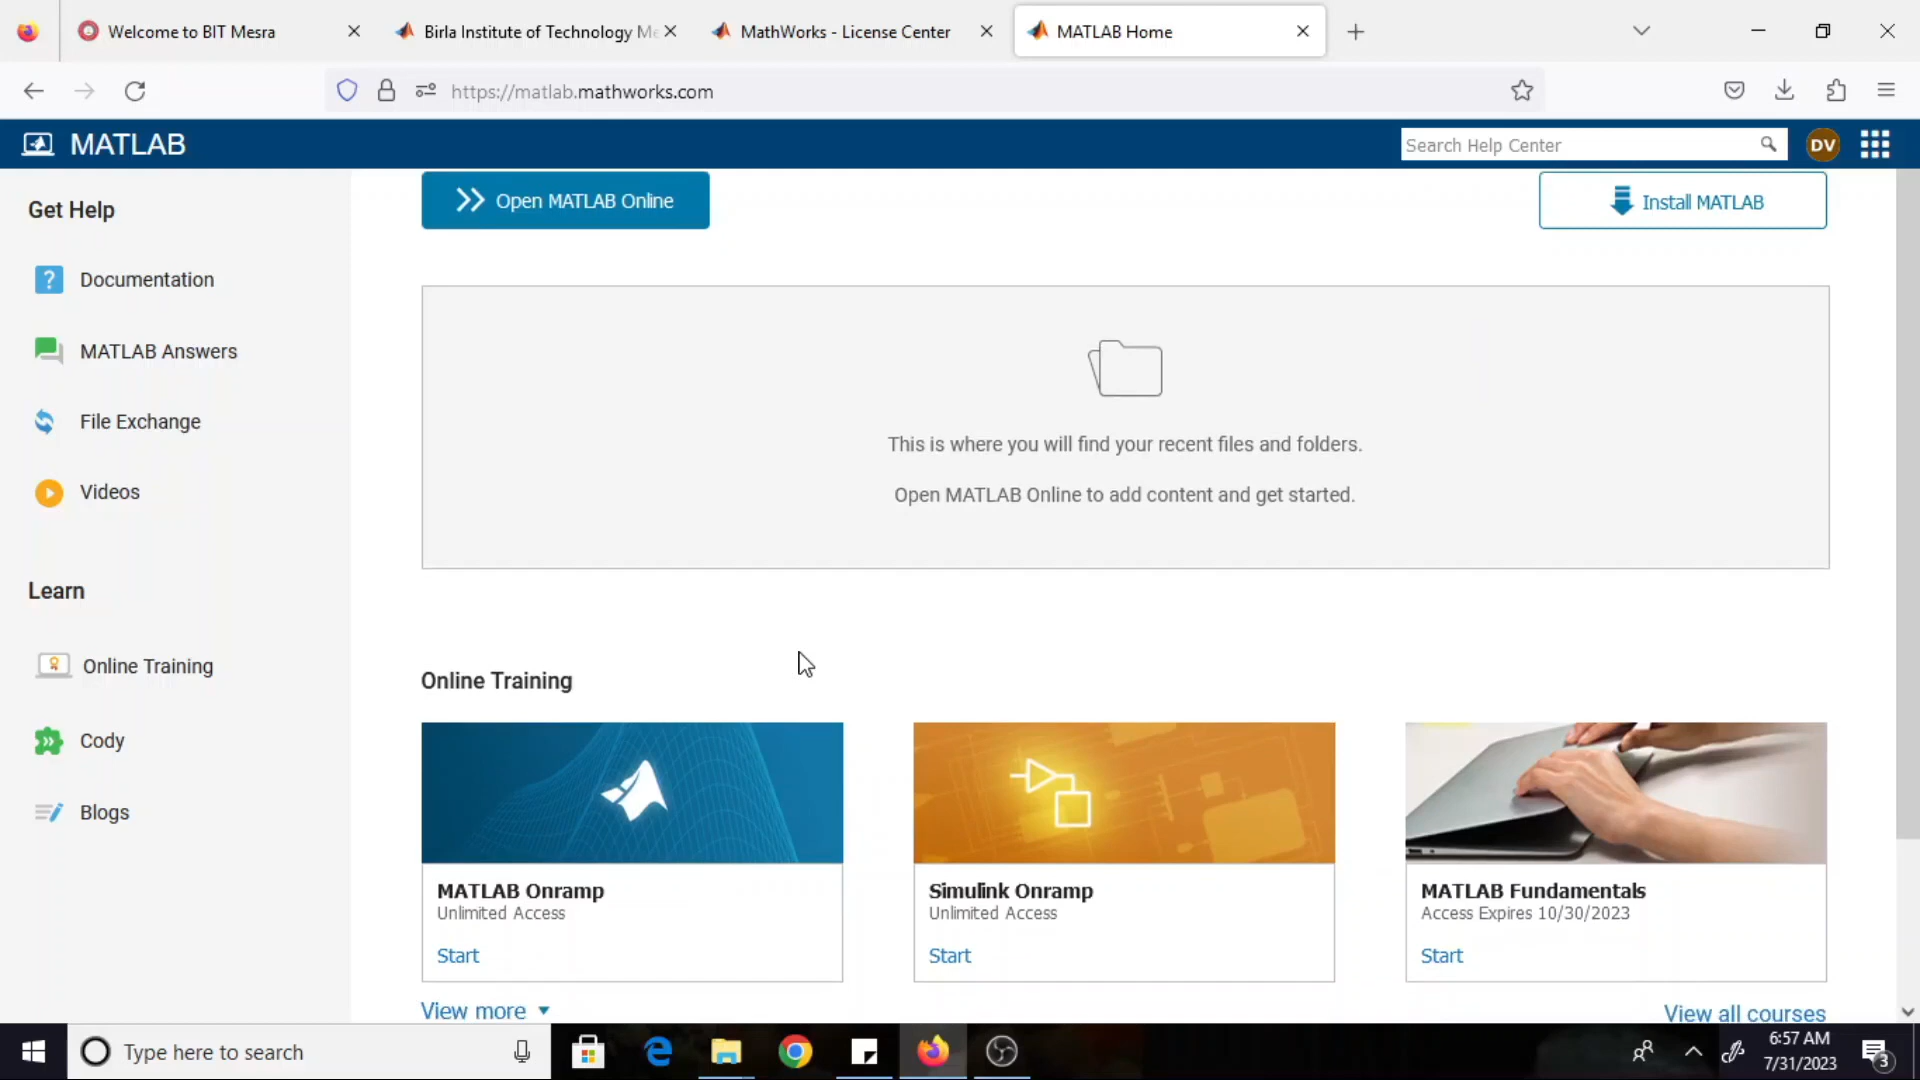 Welcome to BIT Mesra
Birla Institute of Technology Me
MathWorks - License Center
MATLAB Home
https://matlab.mathworks.com
MATLAB
Search Help Center
DV
Get Help
Documentation
MATLAB Answers
File Exchange
Videos
Learn
Online Training
Cody
Blogs
Open MATLAB Online
Install MATLAB
This is where you will find your recent files and folders.
Open MATLAB Online to add content and get started.
Online Training
MATLAB Onramp
Unlimited Access
Start
Simulink Onramp
Unlimited Access
Start
MATLAB Fundamentals
Access Expires 10/30/2023
Start
View more
View all courses
Type here to search
6:57 AM
7/31/2023
3